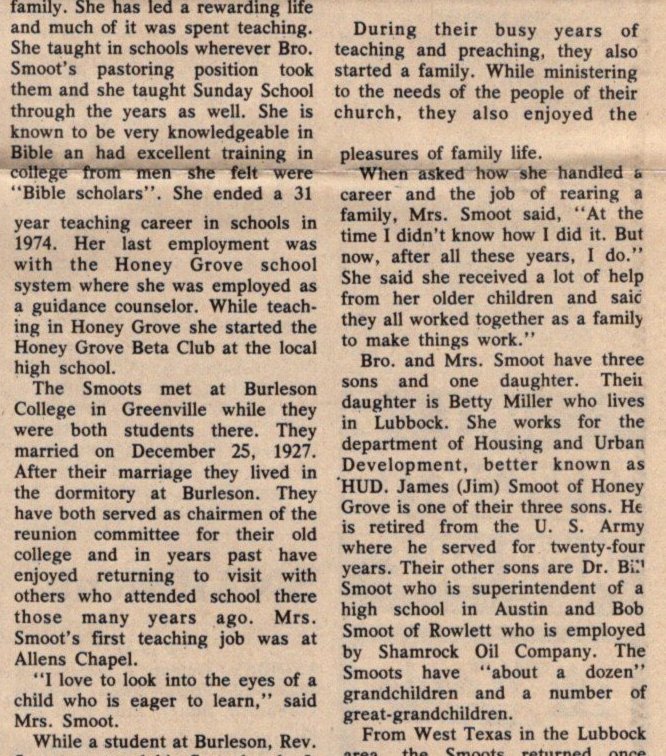 family. She has led a rewarding life
and much of it was spent teaching.
She taught in schools wherever Bro.
Smoot's pastoring position took
them and she taught Sunday School
through the years as well. She is
known to be very knowledgeable in
Bible an had excellent training in
college from men she felt were
"Bible scholars". She ended a 31
year teaching career in schools in
1974. Her last employment was
with the Honey Grove school
system where she was employed as
a guidance counselor. While teach-
ing in Honey Grove she started the
Honey Grove Beta Club at the local
high school.
The Smoots met at Burleson
College in Greenville while they
were both students there. They
married on December 25, 1927.
After their marriage they lived in
the dormitory at Burleson. They
have both served as chairmen of the
reunion committee for their old
college and in years past have
enjoyed returning to visit with
others who attended school there
those many years ago. Mrs.
Smoot's first teaching job was at
Allens Chapel.
"I love to look into the eyes of a
child who is eager to learn," said
Mrs. Smoot.
While a student at Burleson, Rev.
During their busy years of
teaching and preaching, they also
started a family. While ministering
to the needs of the people of their
church, they also enjoyed the
pleasures of family life.
When asked how she handled a
career and the job of rearing a
family, Mrs. Smoot said, "At the
time I didn't know how I did it. But
now, after all these years, I do."
She said she received a lot of help
from her older children and said
they all worked together as a family
to make things work."
Bro. and Mrs. Smoot have three
sons and one daughter. Their
daughter is Betty Miller who lives
in Lubbock. She works for the
department of Housing and Urban
Development, better known as
HUD. James (Jim) Smoot of Honey
Grove is one of their three sons. He
is retired from the U. S. Army
where he served for twenty-four
years. Their other sons are Dr. Bill
Smoot who is superintendent of a
high school in Austin and Bob
Smoot of Rowlett who is employed
by Shamrock Oil Company. The
Smoots have "about a dozen"
grandchildren and a number of
great-grandchildren.
From West Texas in the Lubbock
area, the Smoots returned once